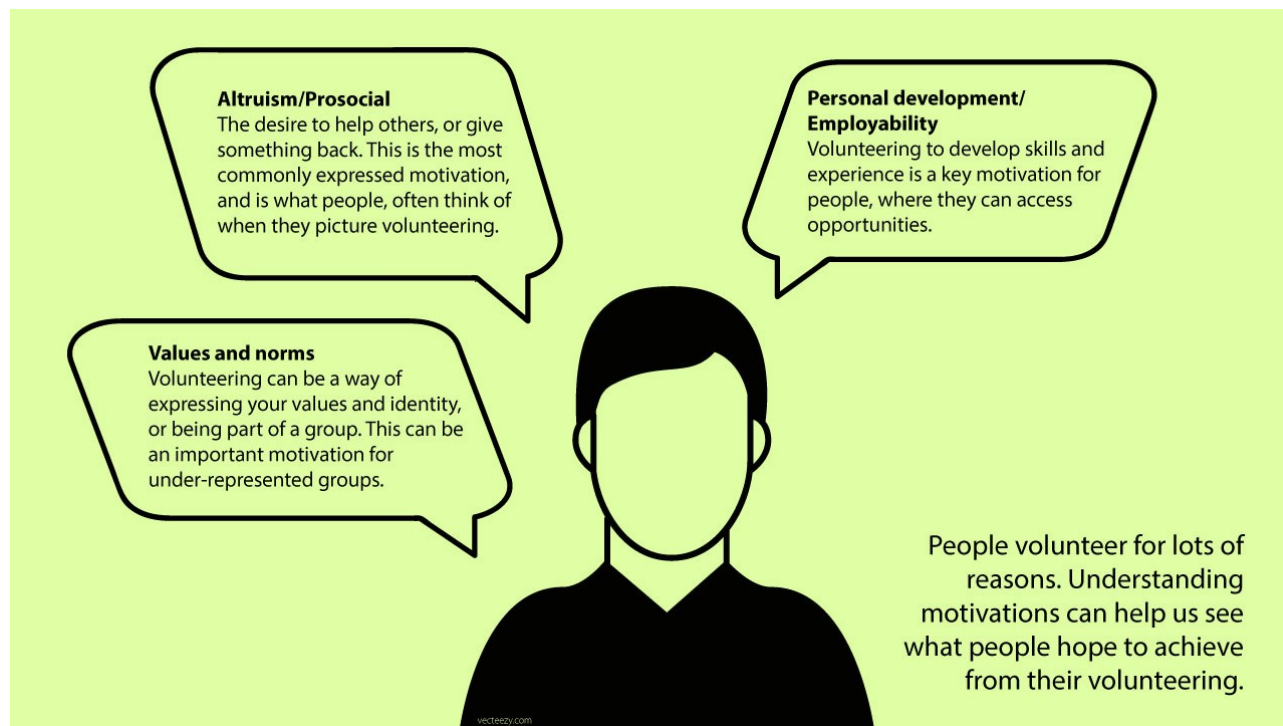 Altruism/Prosocial
The desire to help others, or give
something back. This is the most
commonly expressed motivation,
and is what people, often think of
when they picture volunteering.
Personal development/
Employability
Volunteering to develop skills and
experience is a key motivation for
people, where they can access
opportunities.
Values and norms
Volunteering can be a way of
expressing your values and identity,
or being part of a group. This can be
an important motivation for
under-represented groups.
People volunteer for lots of
reasons. Understanding
motivations can help us see
what people hope to achieve
from their volunteering.
vecteezy.com